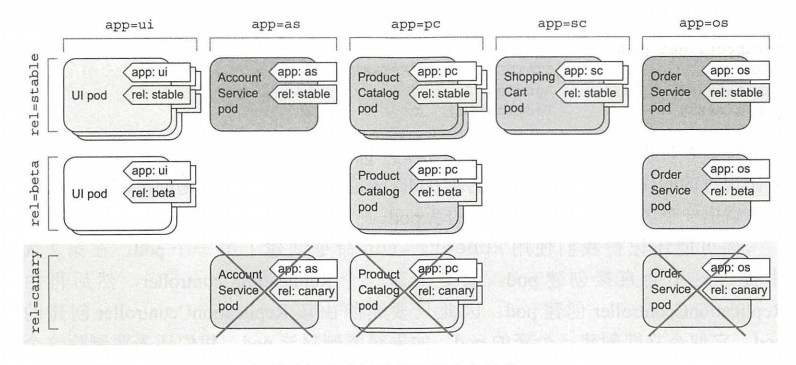 app=ui
app=as
app=pc
app=sc
app=os
rel=stable
UI pod
app: ui
rel: stable
Account
Service
pod
app: as
rel: stable
Product
Catalog
pod
app: pc
rel: stable
Shopping
Cart
pod
app: sc
rel: stable
Order
Service
pod
app: os
rel: stable
rel=beta
UI pod
app: ui
rel: beta
Product
Catalog
pod
app: pc
rel: beta
Order
Service
pod
app: os
rel: beta
rel=canary
Account
Service
pod
app: as
rel: canary
Product
Catalog
pod
app: pc
rel: canary
Order
Service
pod
app: os
rel: canary